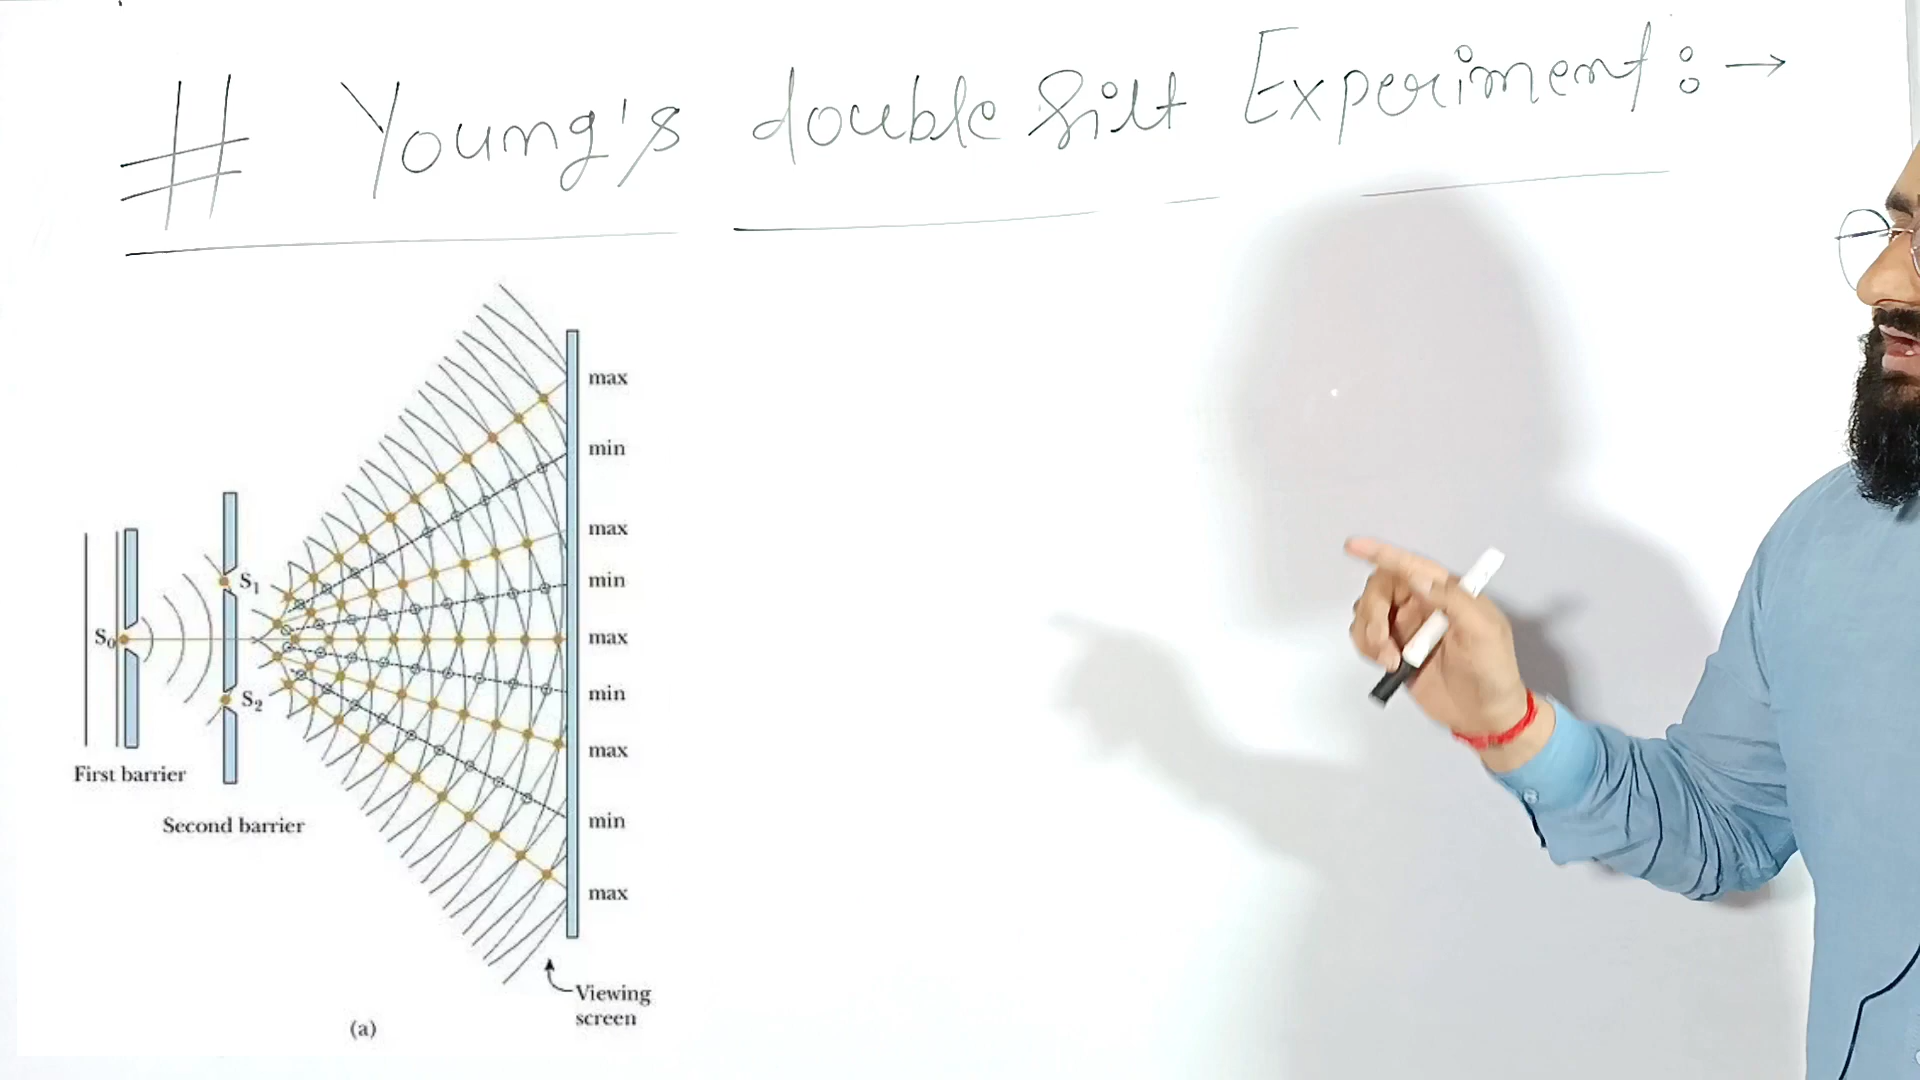 # Young's double silt Experiment : →
max
min
max
S1
min
S0
max
S2
min
max
First barrier
min
Second barrier
max
Viewing
screen
(a)